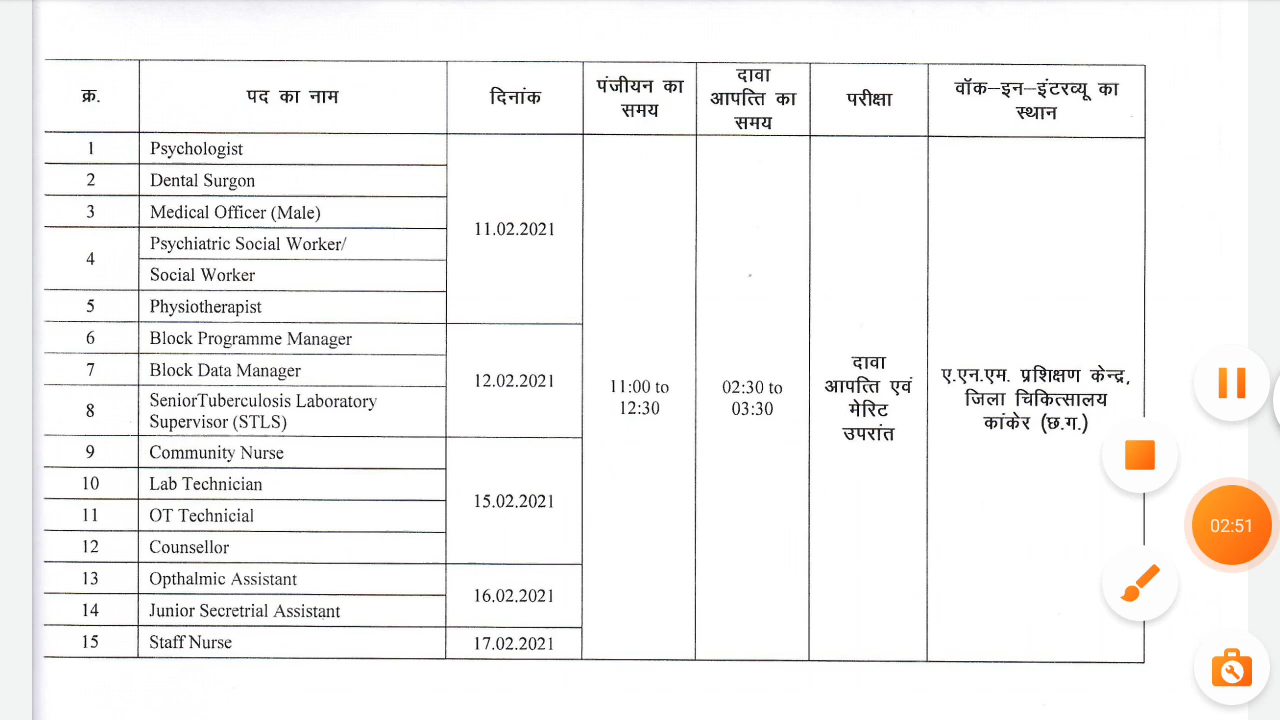 क्र.
पद का नाम
दिनांक
पंजीयन का
समय
दावा
आपत्ति का
समय
परीक्षा
वॉक–इन–इंटरव्यू का
स्थान
1 Psychologist
2 Dental Surgon
3 Medical Officer (Male)
4 Psychiatric Social Worker/
Social Worker
5 Physiotherapist
11.02.2021
6 Block Programme Manager
7 Block Data Manager
8 SeniorTuberculosis Laboratory
Supervisor (STLS)
12.02.2021
9 Community Nurse
10 Lab Technician
11 OT Technicial
12 Counsellor
15.02.2021
13 Opthalmic Assistant
14 Junior Secretrial Assistant
16.02.2021
15 Staff Nurse
17.02.2021
11:00 to
12:30
02:30 to
03:30
दावा
आपत्ति एवं
मेरिट
उपरांत
ए.एन.एम. प्रशिक्षण केन्द्र,
जिला चिकित्सालय
कांकेर (छ.ग.)
02:51